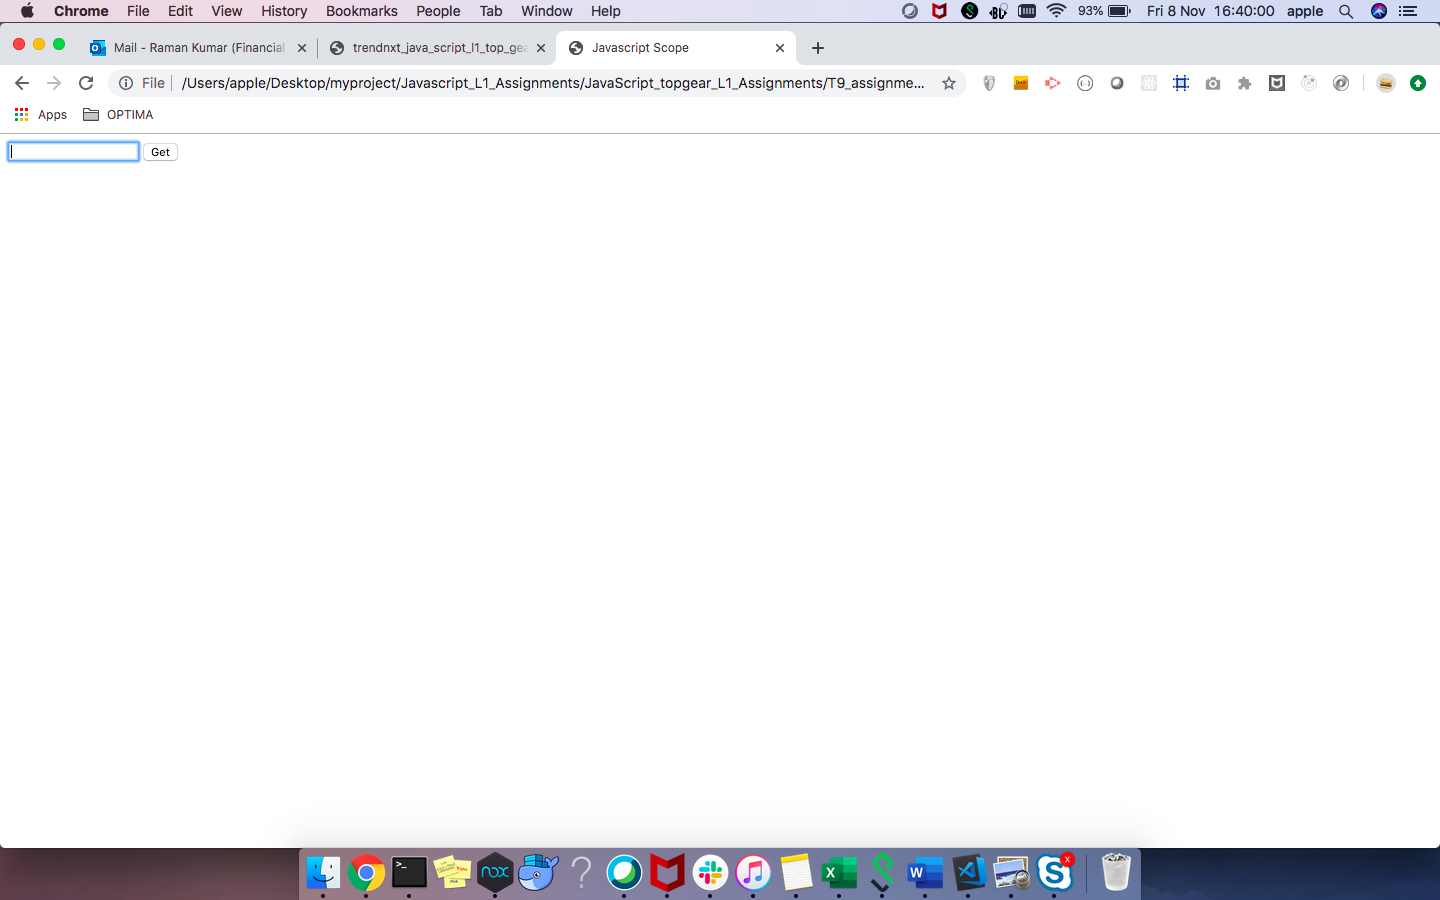 Chrome File Edit View History Bookmarks People Tab Window Help 93% Fri 8 Nov 16:40:00 apple
Mail - Raman Kumar (Financial trendnxt_java_script_l1_top_gea Javascript Scope
File /Users/apple/Desktop/myproject/Javascript_L1_Assignments/JavaScript_topgear_L1_Assignments/T9_assignme...
Apps OPTIMA
Get